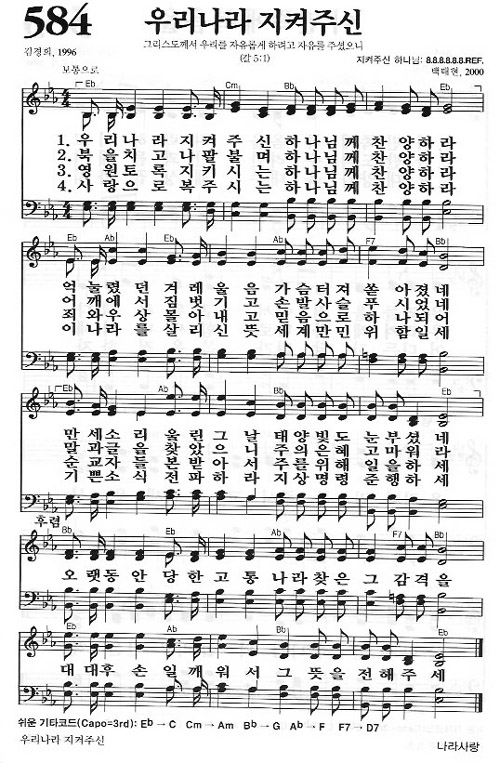 584 우리나라 지켜주신
그리스도께서 우리를 자유롭게 하려고 자유를 주셨으니
김경희, 1996 (갈 5:1) 지켜주신 하나님: 8.8.8.8.8.8.REF.
보통으로 백태현, 2000
Eb Cm Bb Eb
1. 우 리 나 라 지 켜 주 신 하 나 님 께 찬 양 하 라
2. 북 을 치 고 나 팔 불 며 하 나 님 께 찬 양 하 라
3. 영 원 토 록 지 키 시 는 하 나 님 께 찬 양 하 라
4. 사 랑 으 로 복 주 시 는 하 나 님 께 찬 양 하 라
Eb Ab Eb Ab F7 Bb
억 눌 렸 던 겨 레 음 가 슴 터 져 쏟 아 졌 네
어 깨 에 서 짐 벗 기 고 손 발 사 슬 푸 시 었 네
죄 와 우 상 몰 아 내 고 믿 음 으 로 하 나 되 어
나 라 를 살 리 신 뜻 세 계 만 민 위 함 일 세
Eb Ab Eb Bb Eb
만 세 소 리 울 린 그 날 태 양 빛 도 눈 부 셨 네
말 과 글 을 찾 았 으 니 주 의 은 혜 고 마 워 라
순 교 자 를 본 받 아 서
기 쁜 소 식 전 파 하 라 주 지 상 명 령 행 하 세
후렴
Bb Eb Ab Eb F7 Bb
오 랫 동 안 당 한 고 통 나 라 찾 은 그 감 격 을
Eb Ab Eb Bb Eb
대 대 후 손 일 깨 워 서 그 뜻 을 전 해 주 세
쉬운 기타코드(Capo=3rd): Eb → C Cm → Am Bb → G Ab → F F7 → D7
우리나라 지켜주신 나라사랑